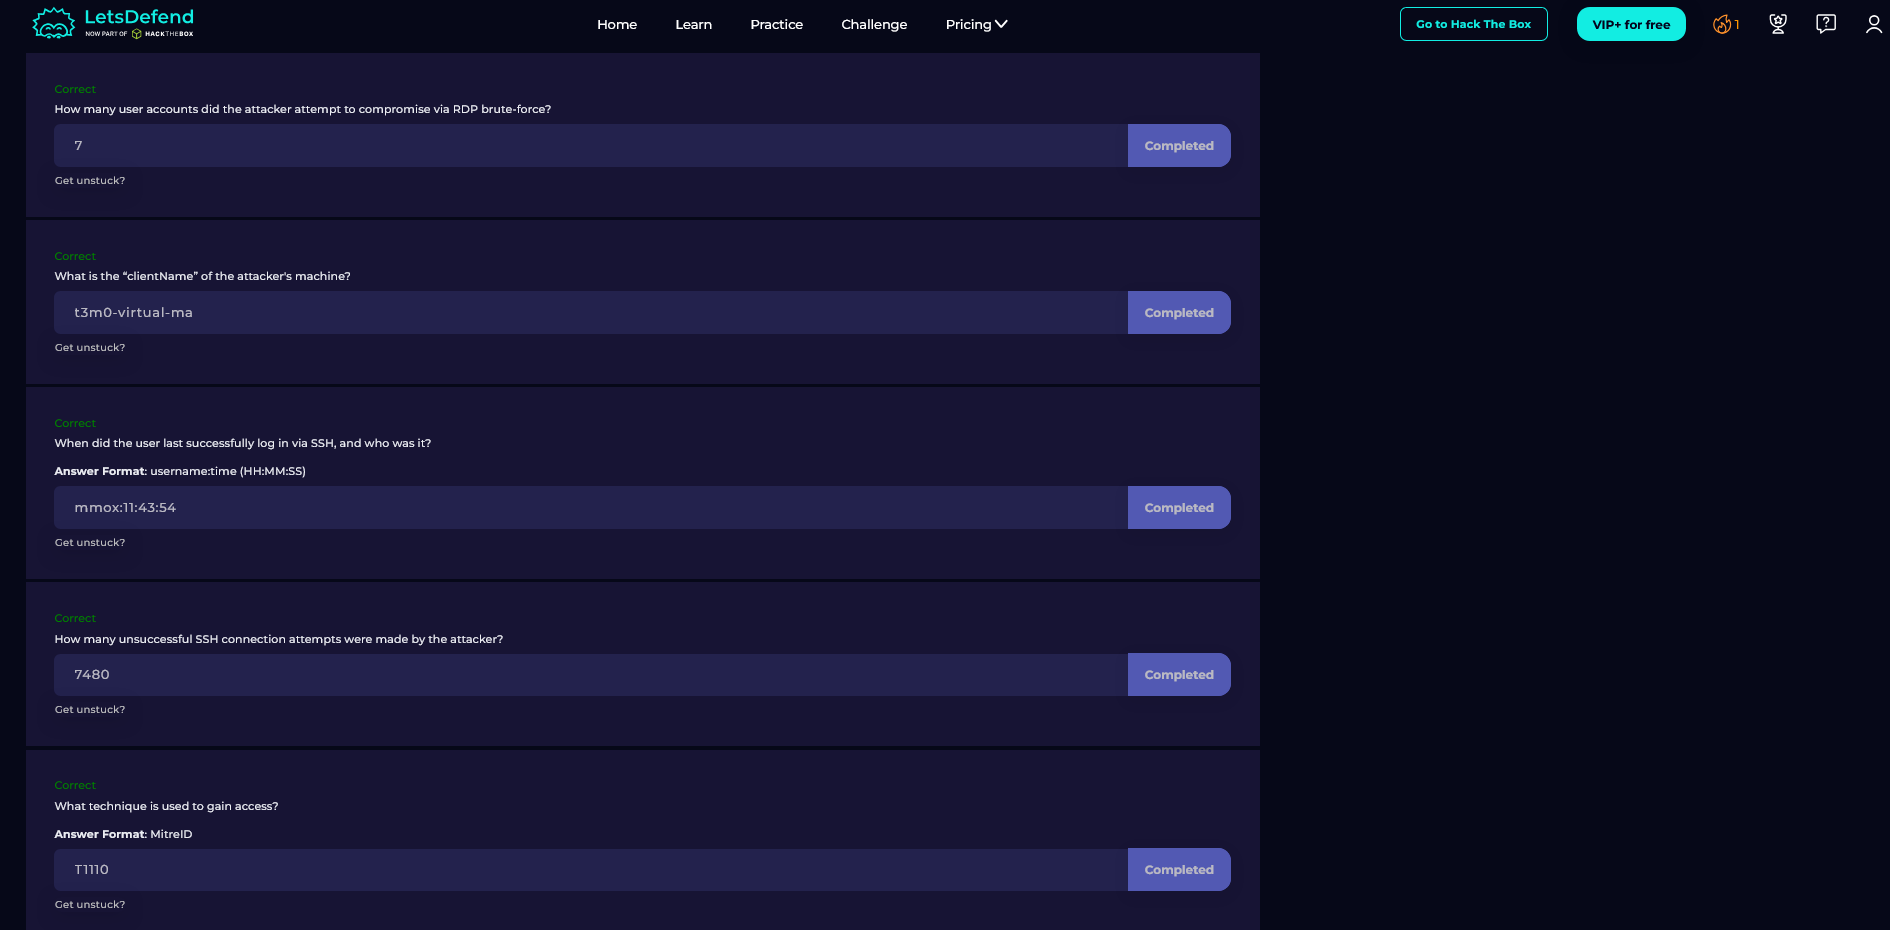 LetsDefend
NOW PART OF HACKTHEBOX
Home Learn Practice Challenge Pricing
Go to Hack The Box
VIP+ for free
1
Correct
How many user accounts did the attacker attempt to compromise via RDP brute-force?
7
Completed
Get unstuck?
Correct
What is the “clientName” of the attacker's machine?
t3m0-virtual-ma
Completed
Get unstuck?
Correct
When did the user last successfully log in via SSH, and who was it?
Answer Format: username:time (HH:MM:SS)
mmox:11:43:54
Completed
Get unstuck?
Correct
How many unsuccessful SSH connection attempts were made by the attacker?
7480
Completed
Get unstuck?
Correct
What technique is used to gain access?
Answer Format: MitreID
T1110
Completed
Get unstuck?